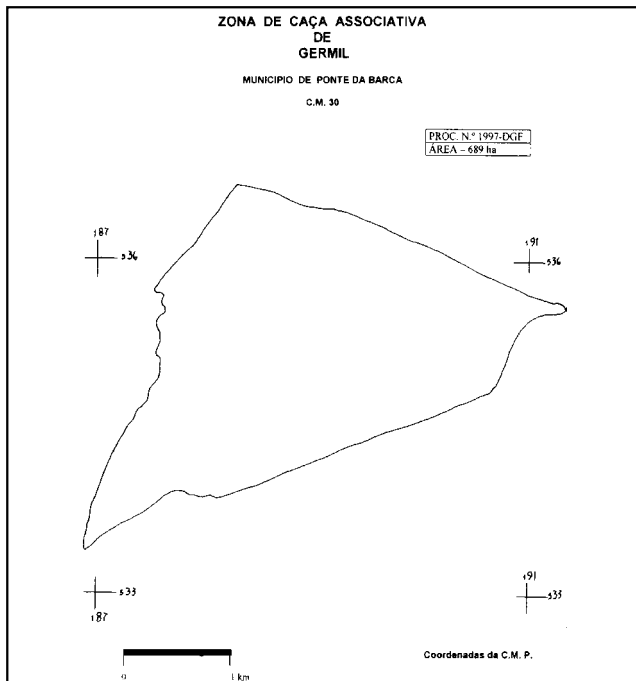 ZONA DE CAÇA ASSOCIATIVA
DE
GERMIL
MUNICIPIO DE PONTE DA BARCA
C.M. 30
PROC. N.º 1997-DGF
ÁREA – 689 ha
187
536
191
536
533
187
191
533
0
1 km
Coordenadas da C. M. P.